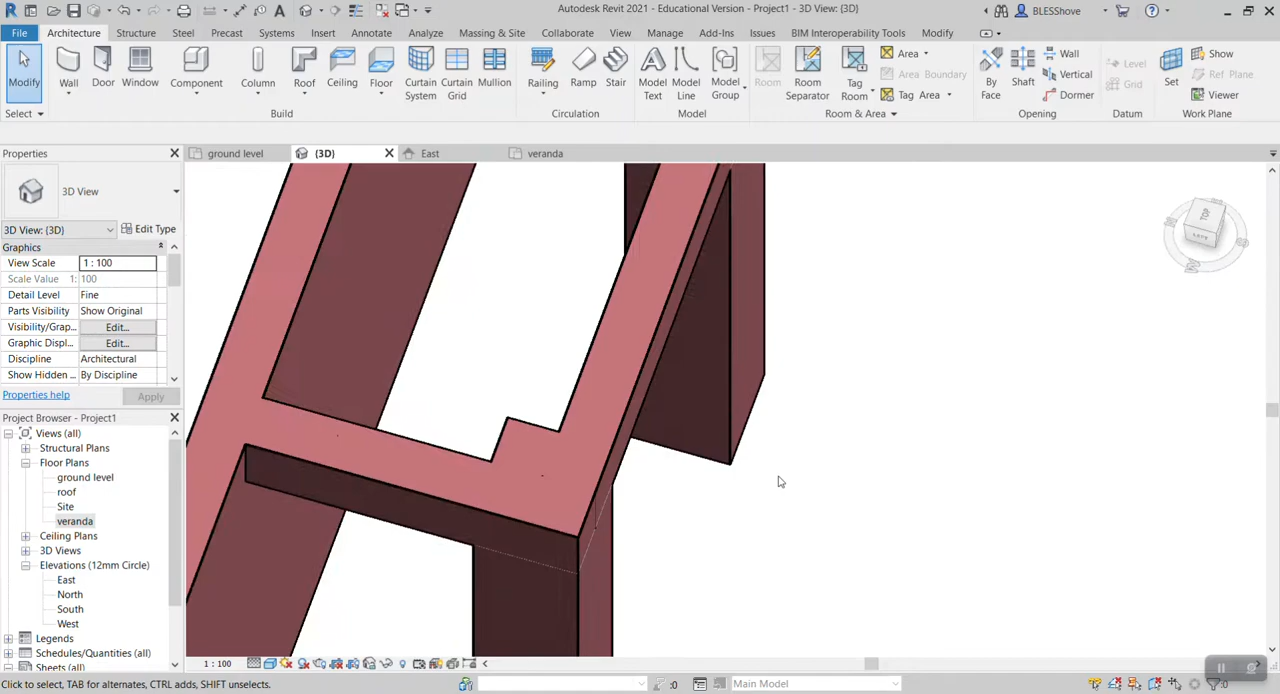 Autodesk Revit 2021 - Educational Version - Project1 - 3D View: {3D}
BLESShove
File Architecture Structure Steel Precast Systems Insert Annotate Analyze Massing & Site Collaborate View Manage Add-Ins Issues BIM Interoperability Tools Modify
Modify Wall Door Window Component Column Roof Ceiling Floor Curtain System Curtain Grid Mullion Railing Ramp Stair Model Text Model Line Model Group Room Room Separator Tag Room Area Area Boundary Tag Area By Face Shaft Wall Vertical Dormer Level Grid Set Show Ref Plane Viewer
Select Build Circulation Model Room & Area Opening Datum Work Plane
Properties
ground level {3D} East veranda
3D View
3D View: {3D} Edit Type
Graphics
View Scale 1 : 100
Scale Value 1: 100
Detail Level Fine
Parts Visibility Show Original
Visibility/Grap... Edit...
Graphic Displ... Edit...
Discipline Architectural
Show Hidden ... By Discipline
Properties help Apply
Project Browser - Project1
Views (all)
Structural Plans
Floor Plans
ground level
roof
Site
veranda
Ceiling Plans
3D Views
Elevations (12mm Circle)
East
North
South
West
Legends
Schedules/Quantities (all)
Sheets (all)
TOP
1 : 100
Click to select, TAB for alternates, CTRL adds, SHIFT unselects.
:0
Main Model
:0